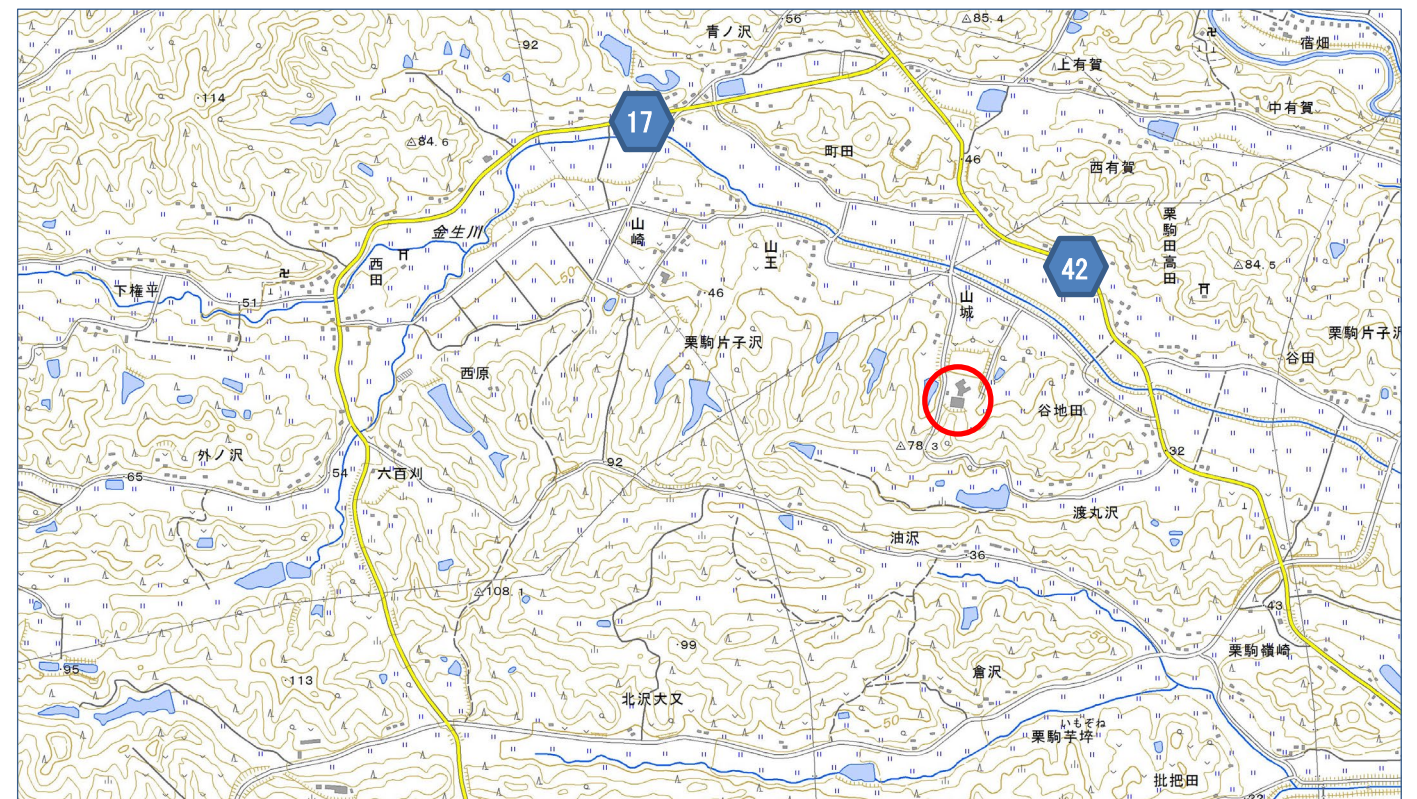 青ノ沢
56
85.4
宿畑
92
上有賀
114
中有賀
17
84.6
町田
46
西有賀
栗駒田高田
金生川
山崎
山王
西田
42
84.5
50
下権平
51
46
山城
栗駒片子沢
栗駒片子沢
谷田
西原
谷地田
78.3
外ノ沢
65
54
六百刈
92
32
渡丸沢
油沢
36
108.1
43
50
99
栗駒嶺崎
95
113
倉沢
北沢大又
50
いもぞね
栗駒芋埣
批把田
32